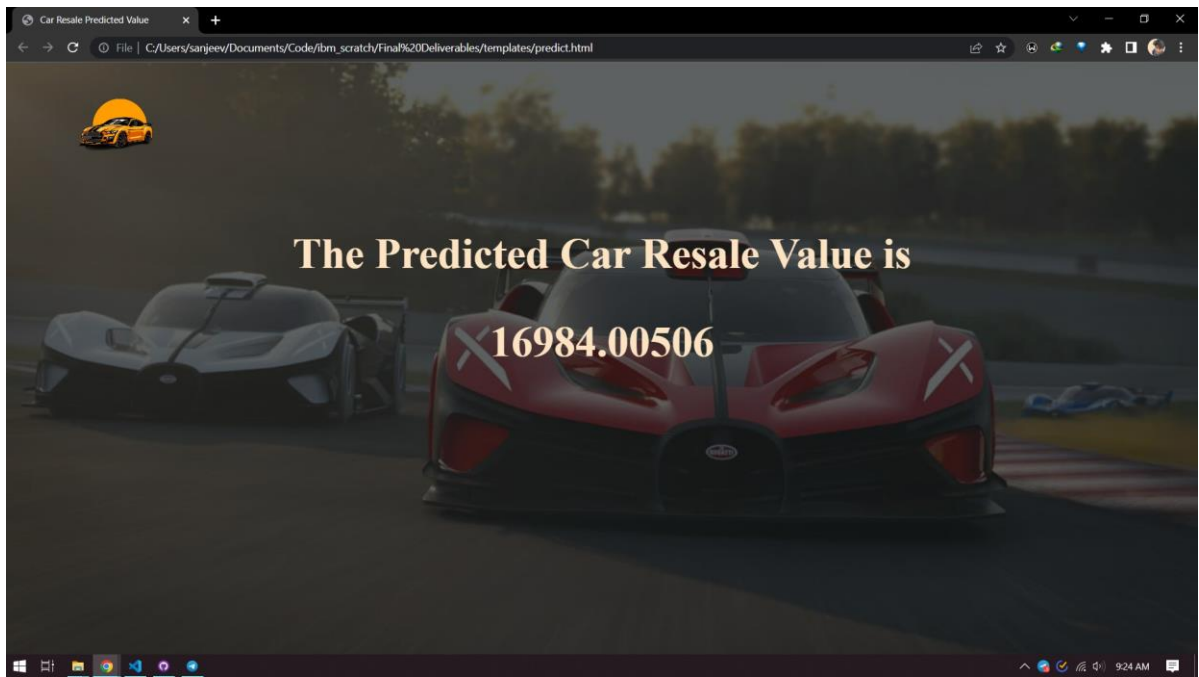 Car Resale Predicted Value
File | C:/Users/sanjeev/Documents/Code/ibm_scratch/Final%20Deliverables/templates/predict.html
The Predicted Car Resale Value is
16984.00506
BUGATTI
9:24 AM